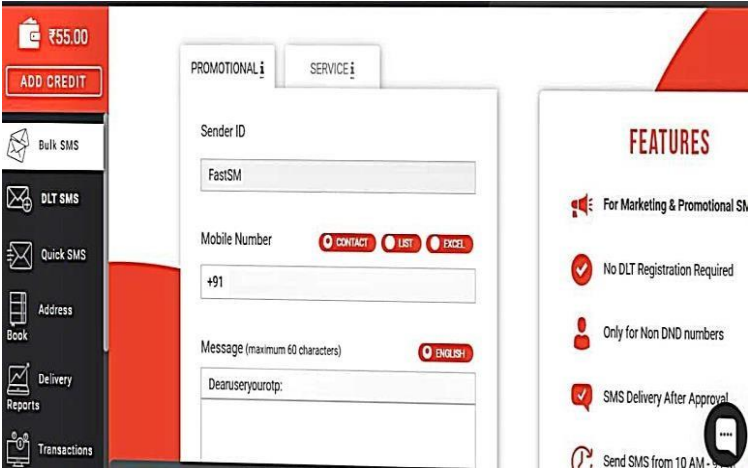 ₹55.00
ADD CREDIT
Bulk SMS
DLT SMS
Quick SMS
Address
Book
Delivery
Reports
Transactions
PROMOTIONAL i
SERVICE i
Sender ID
FastSM
Mobile Number
CONTACT
LIST
EXCEL
+91
Message (maximum 60 characters)
ENGLISH
Dearuseryourotp:
FEATURES
For Marketing & Promotional SM
No DLT Registration Required
Only for Non DND numbers
SMS Delivery After Approval
Send SMS from 10 AM -